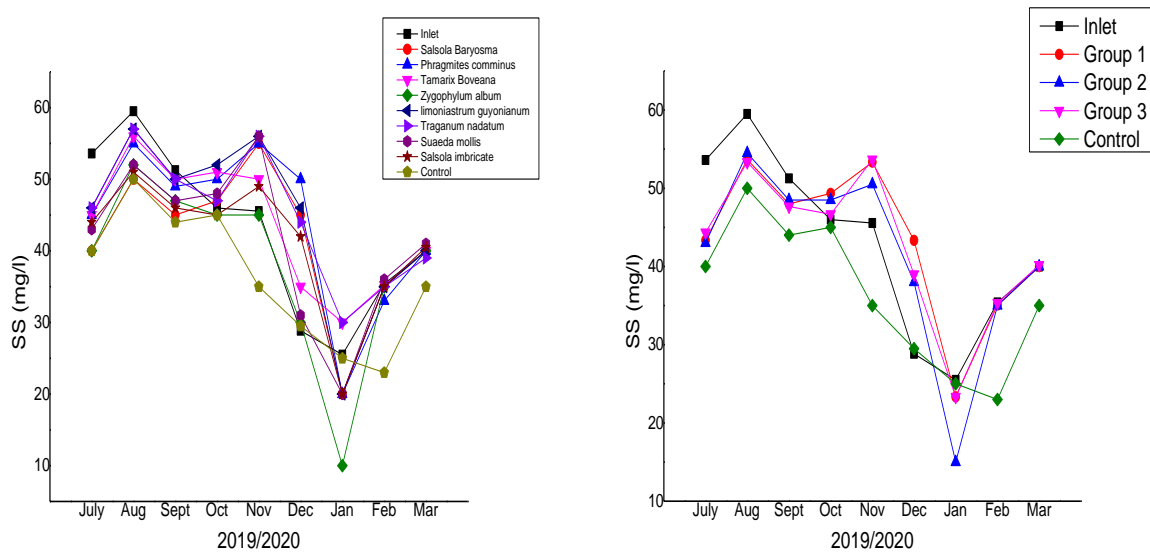 Inlet
Salsola Baryosma
Phragmites comminus
Tamarix Boveana
Zygophylum album
limoniastrum guyonianum
Traganum nadatum
Suaeda mollis
Salsola imbricate
Control
SS (mg/l)
60
50
40
30
20
10
July Aug Sept Oct Nov Dec Jan Feb Mar
2019/2020
Inlet
Group 1
Group 2
Group 3
Control
SS (mg/l)
60
50
40
30
20
10
July Aug Sept Oct Nov Dec Jan Feb Mar
2019/2020